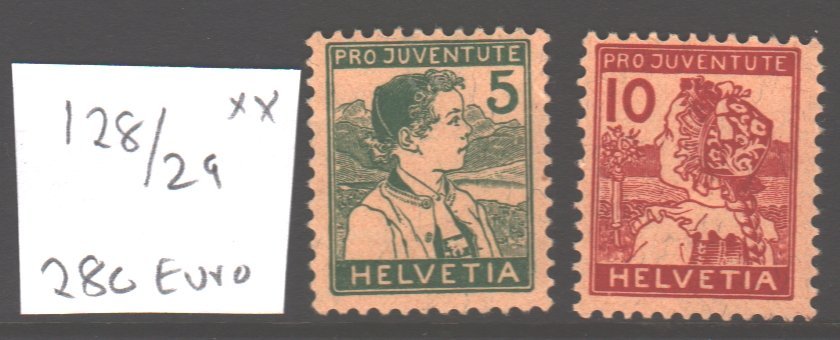 128/29 xx
280 Euro
PRO JUVENTUTE
5
HELVETIA
PRO JUVENTUTE
10
HELVETIA